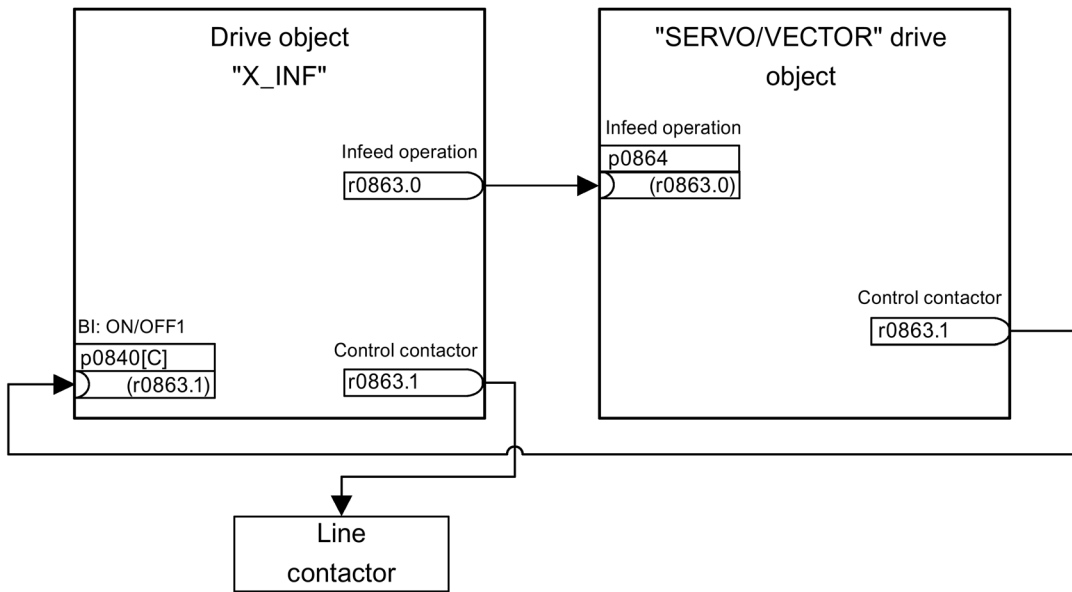 Drive object
"X_INF"
Infeed operation
r0863.0
BI: ON/OFF1
p0840[C]
(r0863.1)
Control contactor
r0863.1
"SERVO/VECTOR" drive
object
Infeed operation
p0864
(r0863.0)
Control contactor
r0863.1
Line
contactor